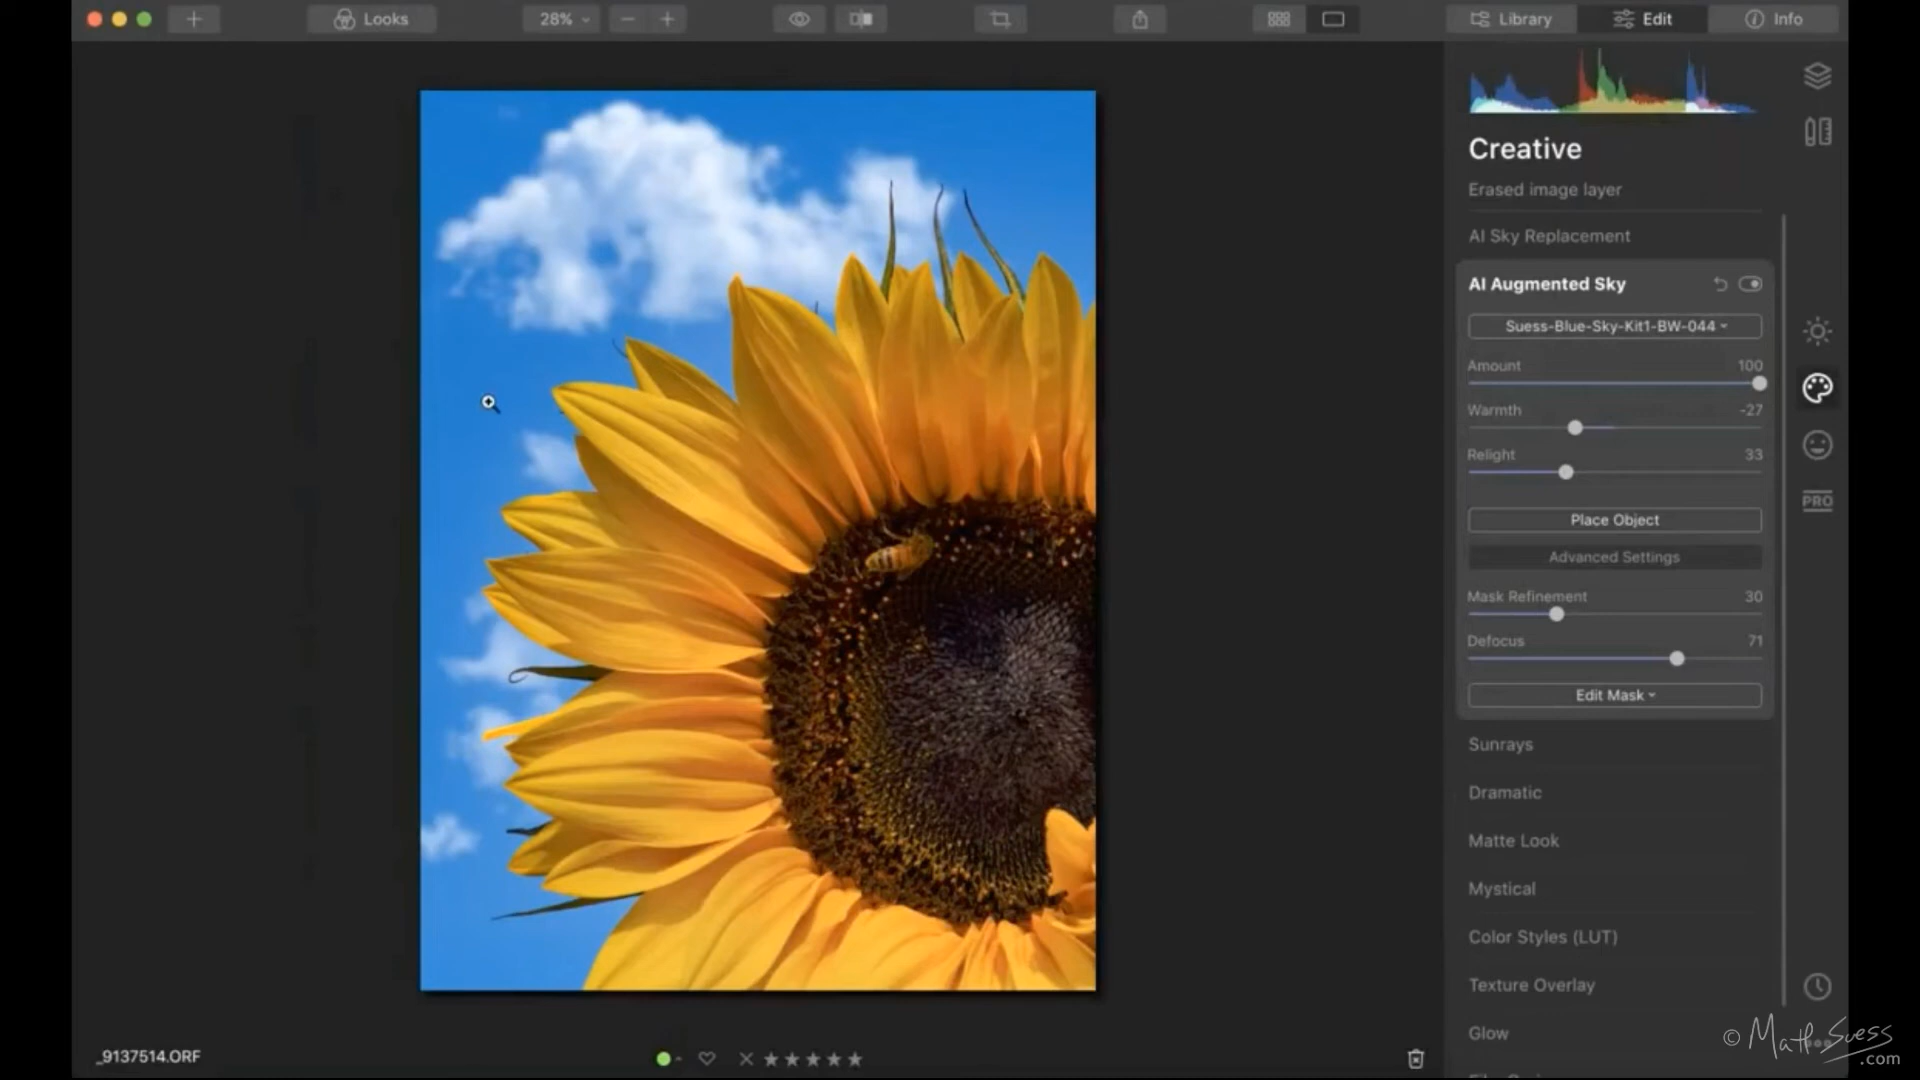 Looks
28%
Library
Edit
Info
Creative
Erased image layer
AI Sky Replacement
AI Augmented Sky
Suess-Blue-Sky-Kit1-BW-044
Amount 100
Warmth -27
Relight 33
PRO
Place Object
Advanced Settings
Mask Refinement 30
Defocus 71
Edit Mask
Sunrays
Dramatic
Matte Look
Mystical
Color Styles (LUT)
Texture Overlay
Glow
_9137514.ORF
© Matt Suess
.com